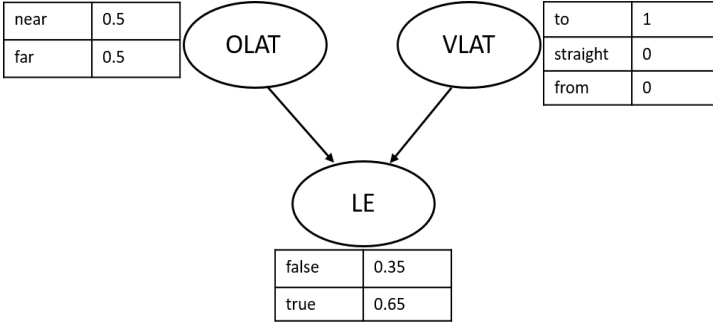 near 0.5
far 0.5
OLAT
VLAT
to 1
straight 0
from 0
LE
false 0.35
true 0.65